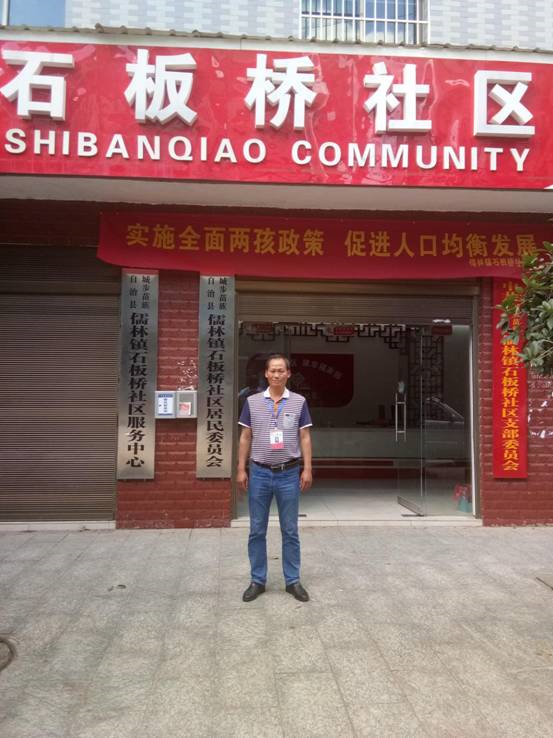 石板桥社区
SHIBANQIAO COMMUNITY
实施全面两孩政策 促进人口均衡发展
城步苗族
自治县
儒林镇石板桥社区服务中心
城步苗族
自治县
儒林镇石板桥社区居民委员会
儒林镇石板桥社区支部委员会